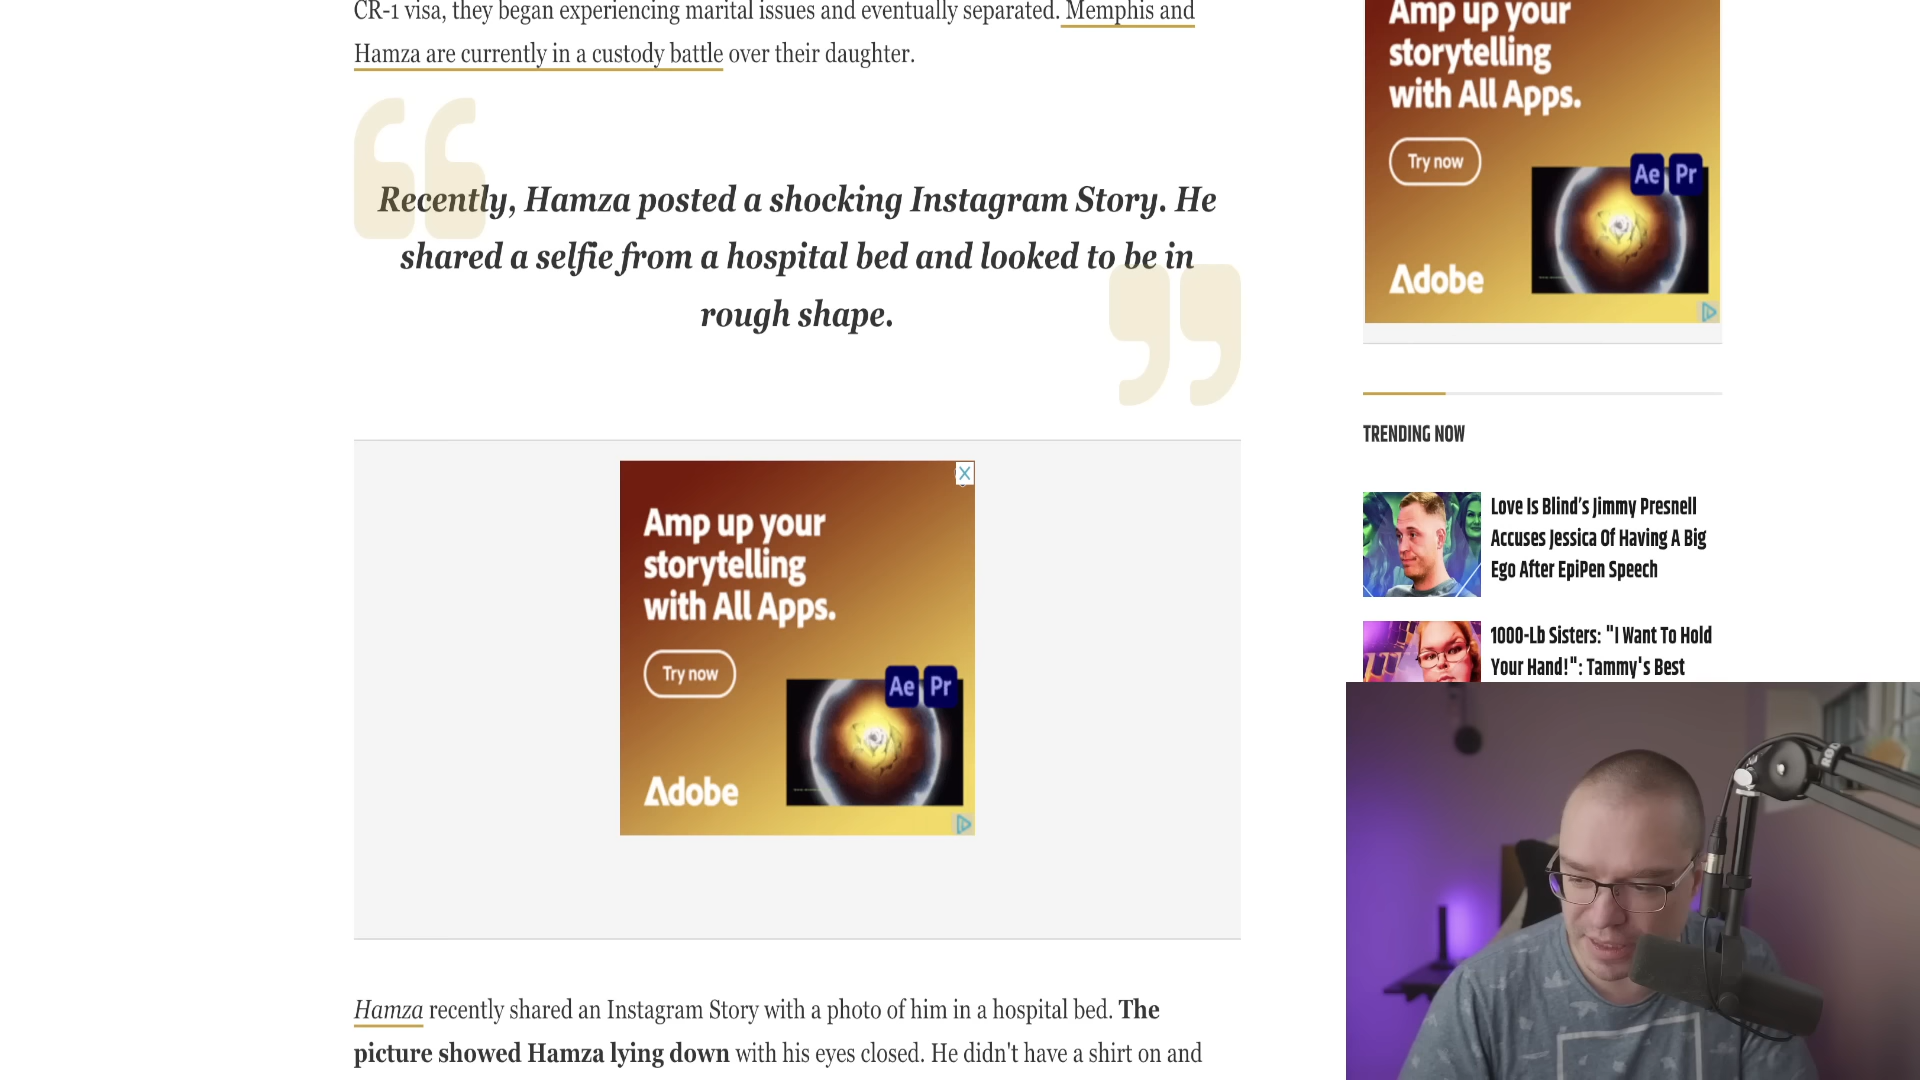 CR-1 visa, they began experiencing marital issues and eventually separated. Memphis and
Hamza are currently in a custody battle over their daughter.
Recently, Hamza posted a shocking Instagram Story. He
shared a selfie from a hospital bed and looked to be in
rough shape.
Amp up your
storytelling
with All Apps.
Try now
Ae Pr
Adobe
Hamza recently shared an Instagram Story with a photo of him in a hospital bed. The
picture showed Hamza lying down with his eyes closed. He didn't have a shirt on and
Amp up your
storytelling
with All Apps.
Try now
Ae Pr
Adobe
TRENDING NOW
Love Is Blind’s Jimmy Presnell
Accuses Jessica Of Having A Big
Ego After EpiPen Speech
1000-Lb Sisters: "I Want To Hold
Your Hand!": Tammy's Best